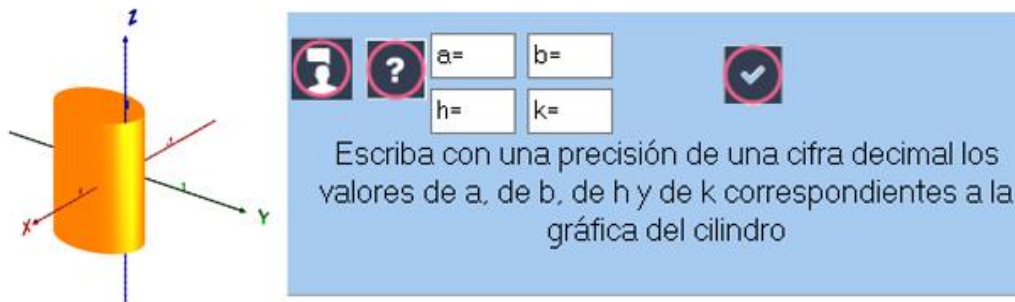 Z
X
Y
?
a=
b=
h=
k=
Escriba con una precisión de una cifra decimal los
valores de a, de b, de h y de k correspondientes a la
gráfica del cilindro